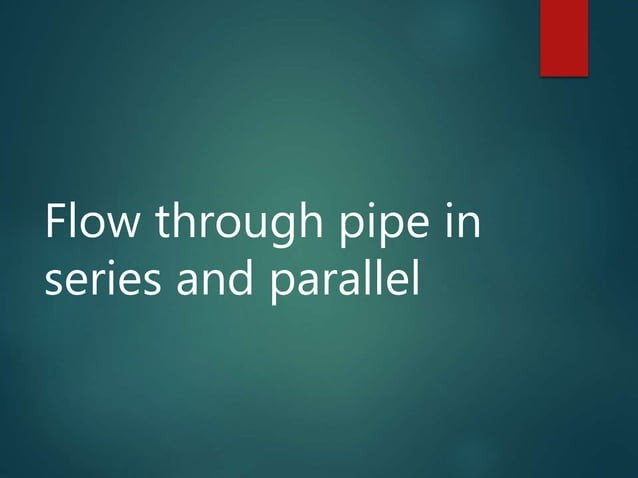 Flow through pipe in
series and parallel